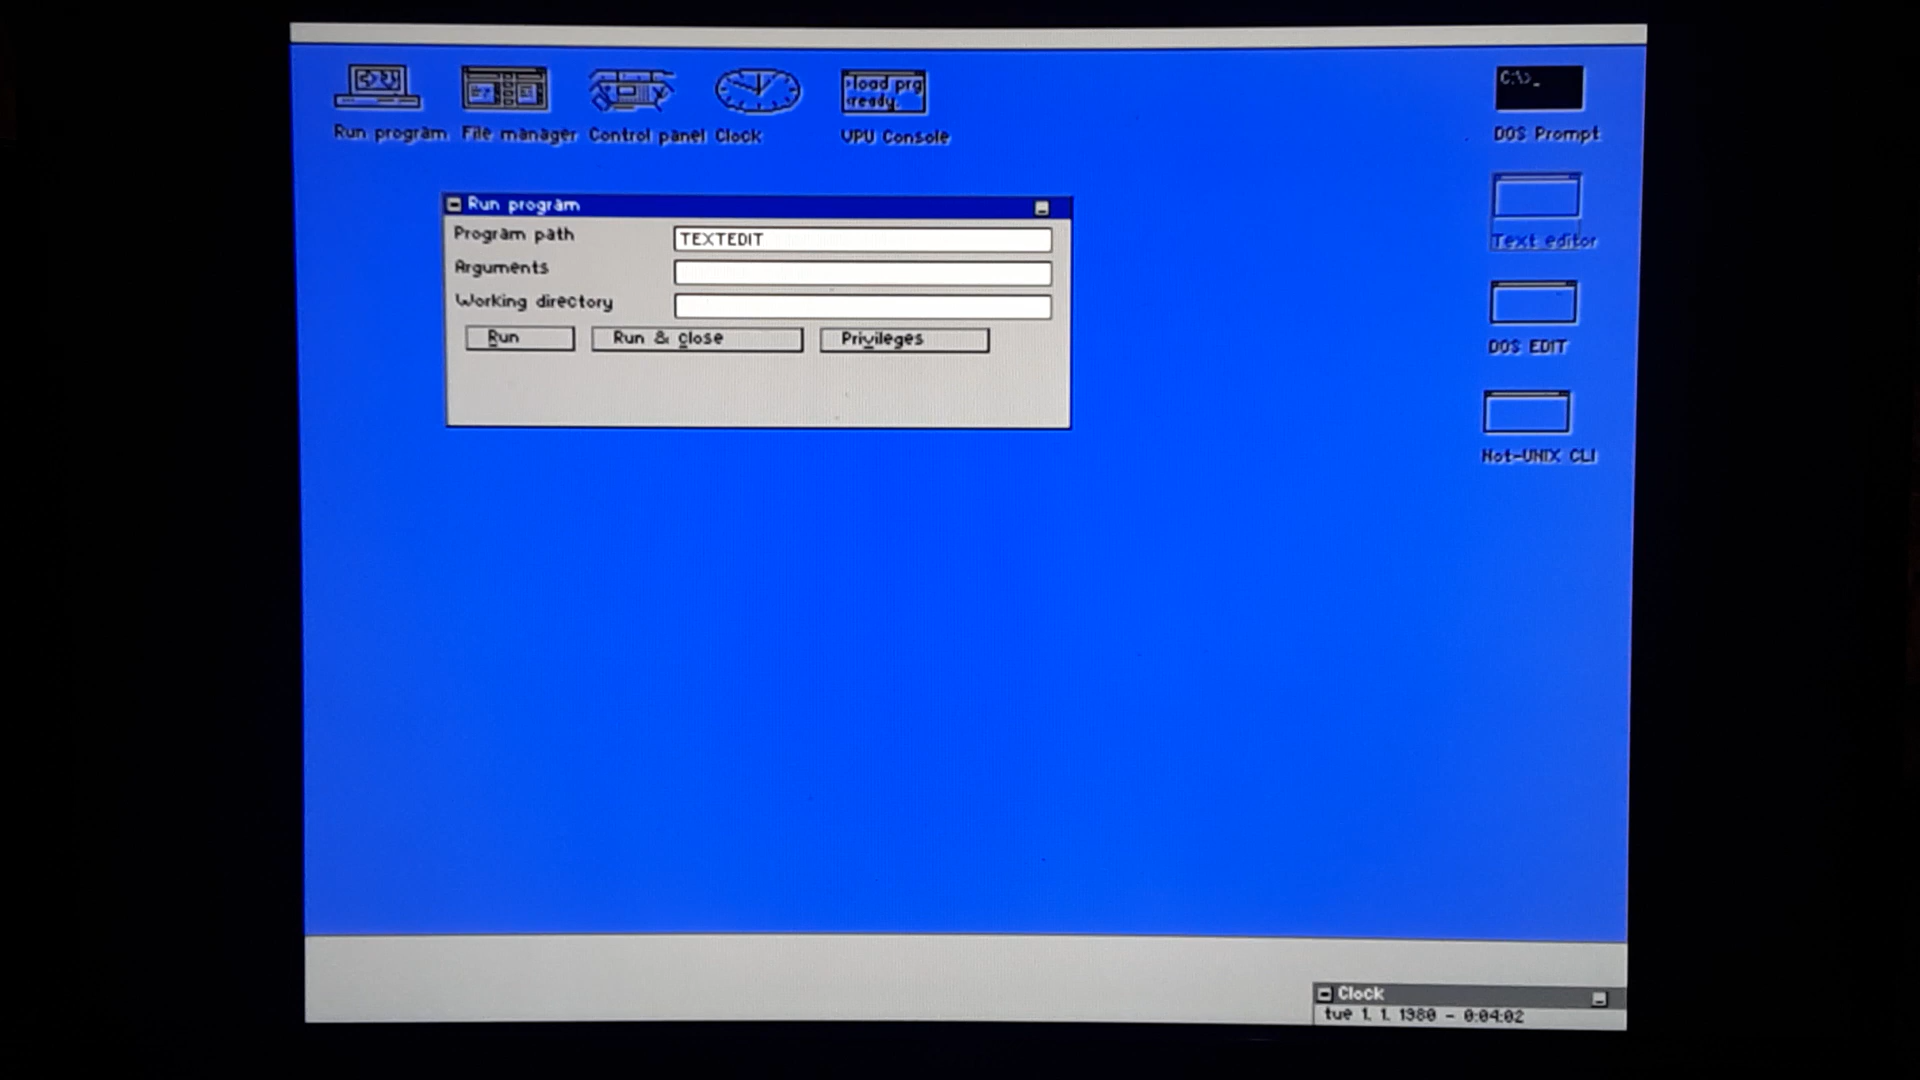 load prg
ready.
C:\>_
Run program File manager Control panel Clock VPU Console
DOS Prompt
Run program
Program path TEXTEDIT
Text editor
Arguments
Working directory
Run Run & close Privileges
DOS EDIT
Not-UNIX CLI
Clock
tue 1. 1. 1980 - 0:04:02